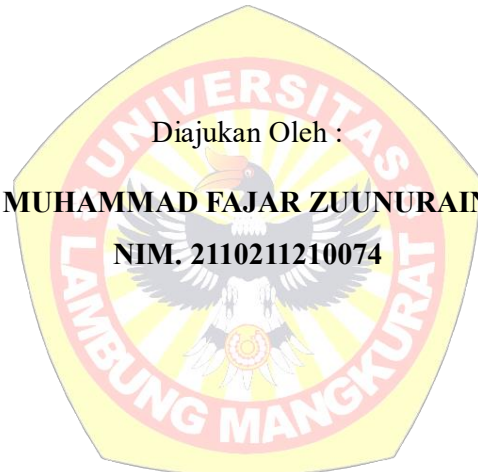 Diajukan Oleh :
MUHAMMAD FAJAR ZUUNURAIN
NIM. 2110211210074
UNIVERSITAS
LAMBUNG MANGKURAT